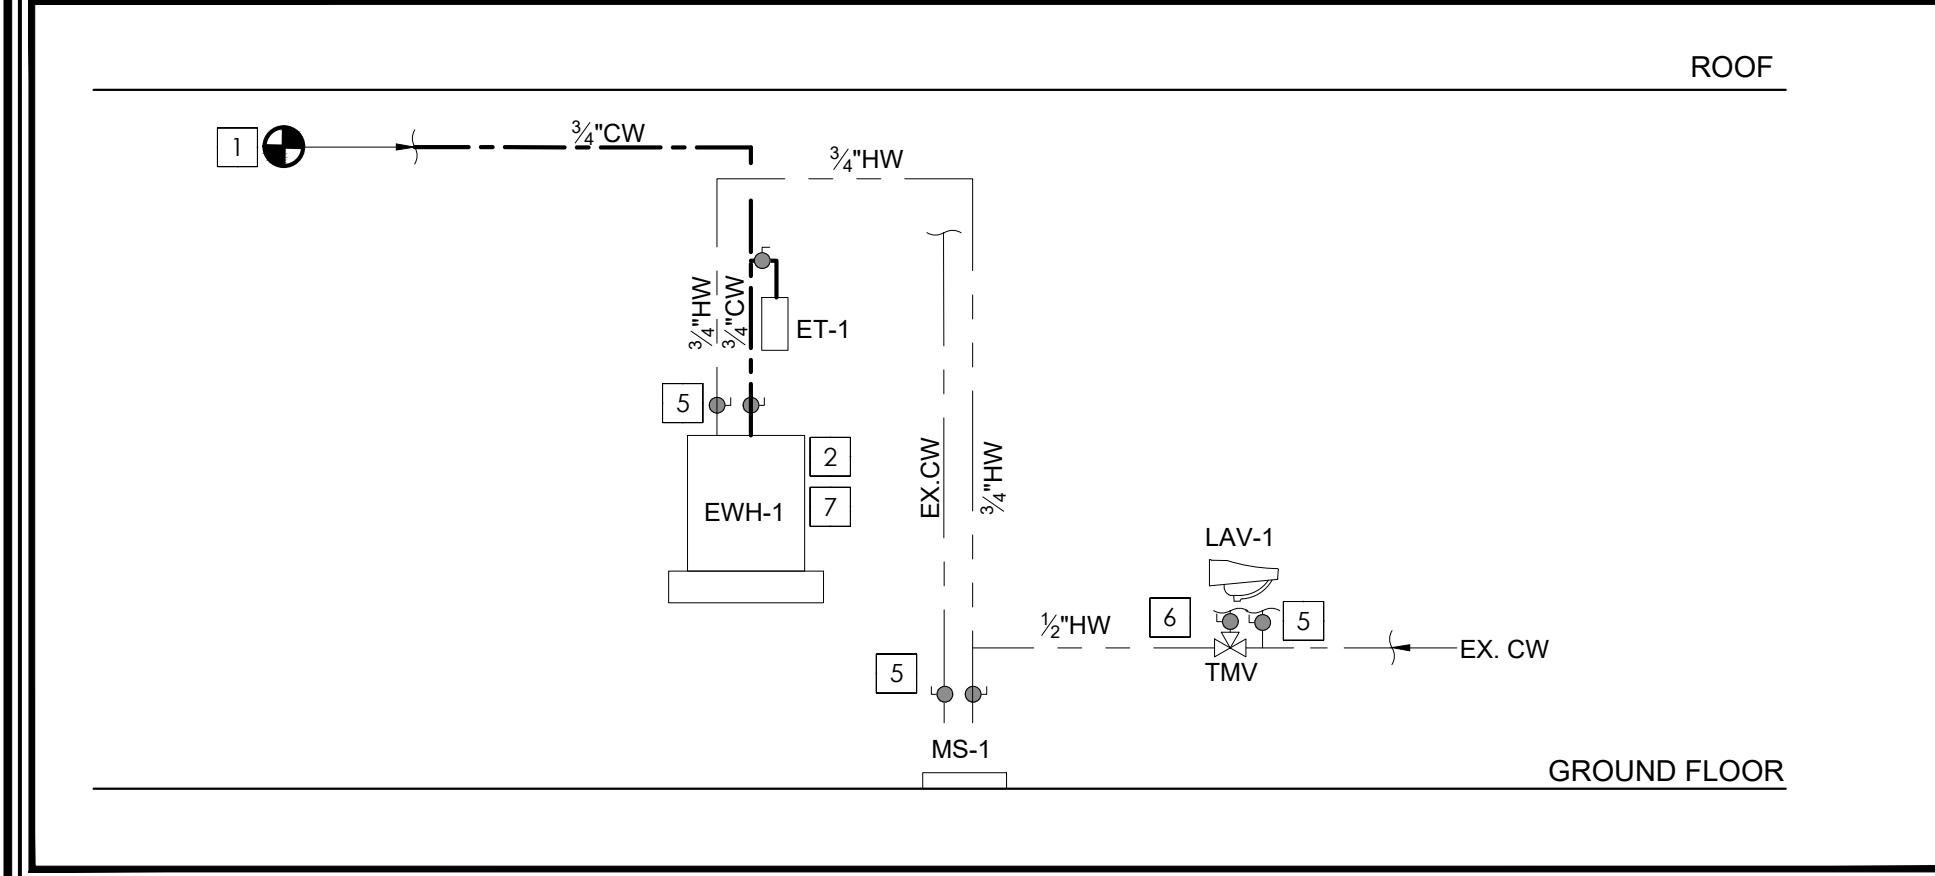 ROOF
1
¾"CW
¾"HW
¾"HW
¾"CW
ET-1
5
EX.CW
¾"HW
2
EWH-1
7
LAV-1
6
5
½"HW
EX. CW
TMV
5
MS-1
GROUND FLOOR